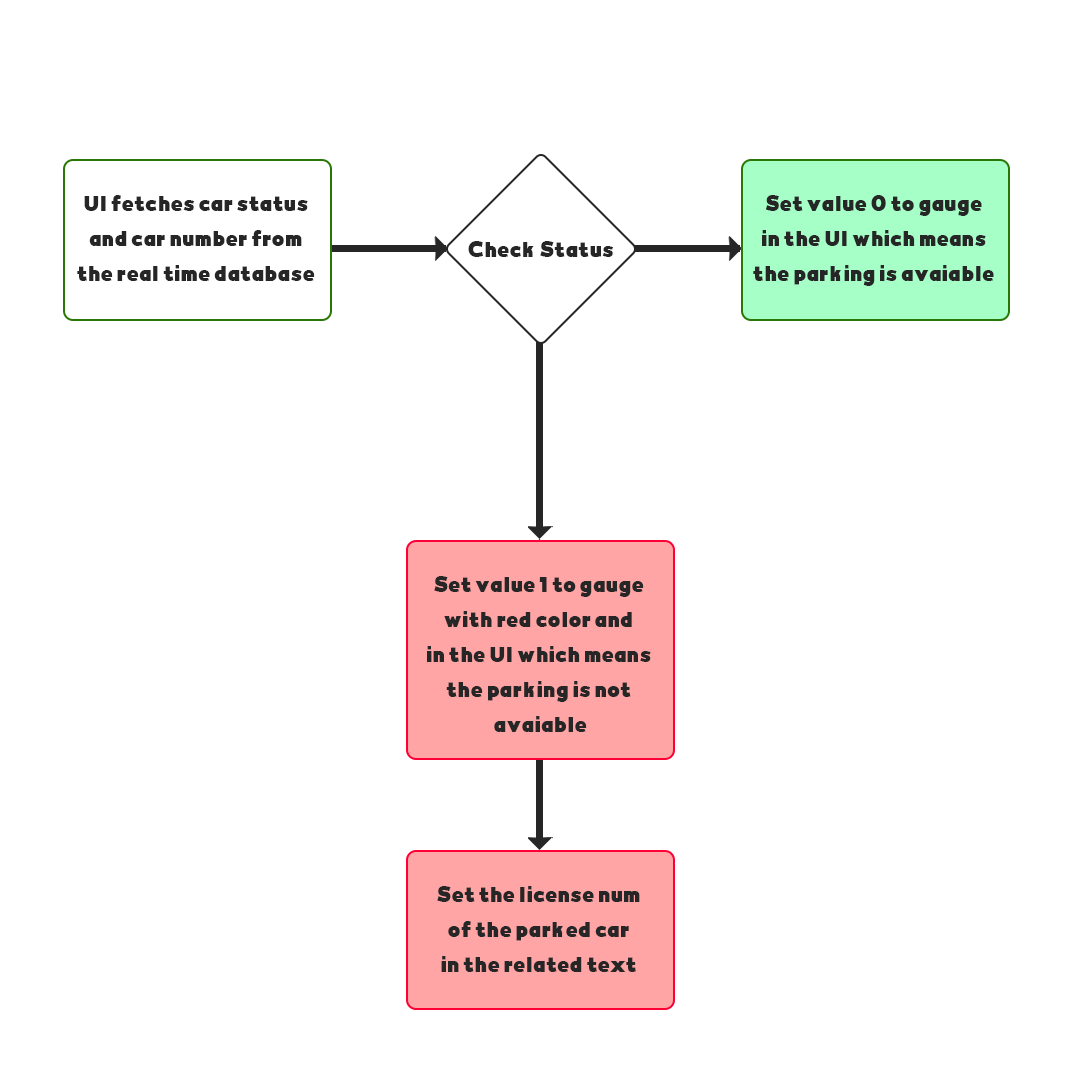 UI fetches car status
and car number from
the real time database
Check Status
Set value 0 to gauge
in the UI which means
the parking is avaiable
Set value 1 to gauge
with red color and
in the UI which means
the parking is not
avaiable
Set the license num
of the parked car
in the related text